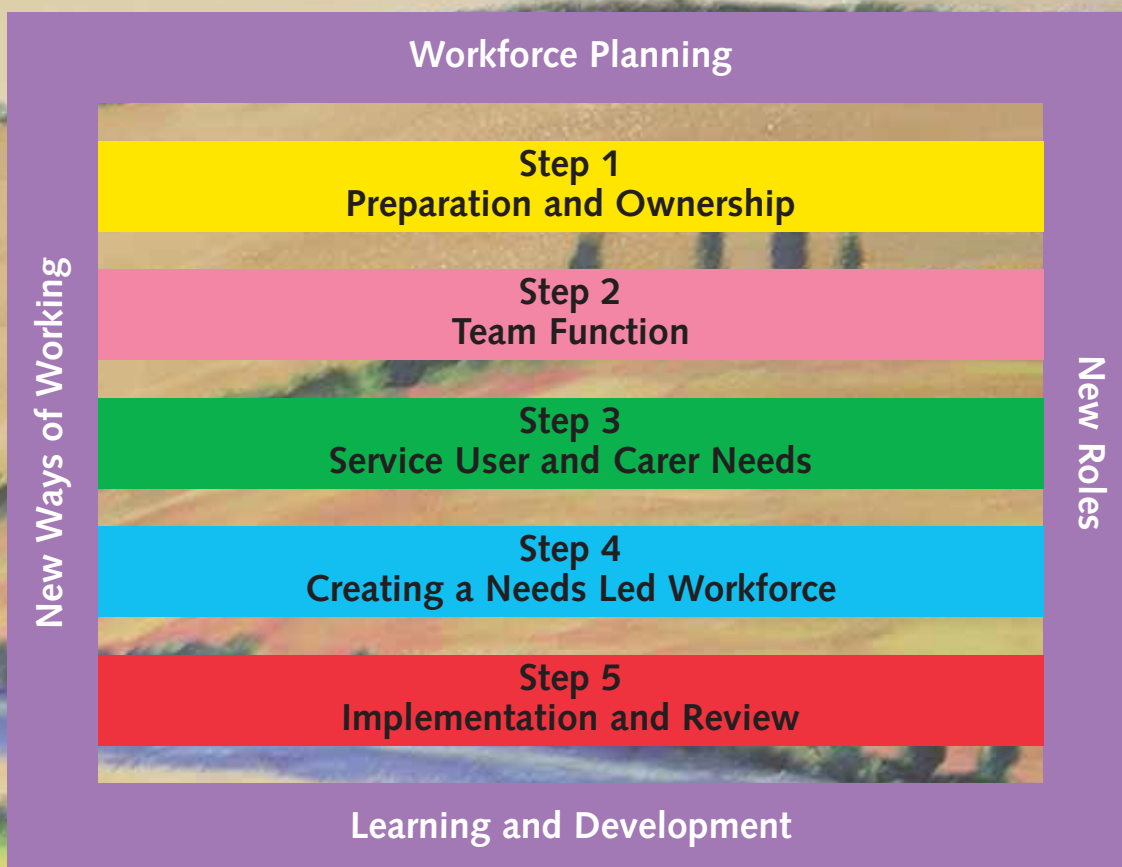 Workforce Planning
New Ways of Working
Step 1
Preparation and Ownership
Step 2
Team Function
Step 3
Service User and Carer Needs
Step 4
Creating a Needs Led Workforce
Step 5
Implementation and Review
New Roles
Learning and Development